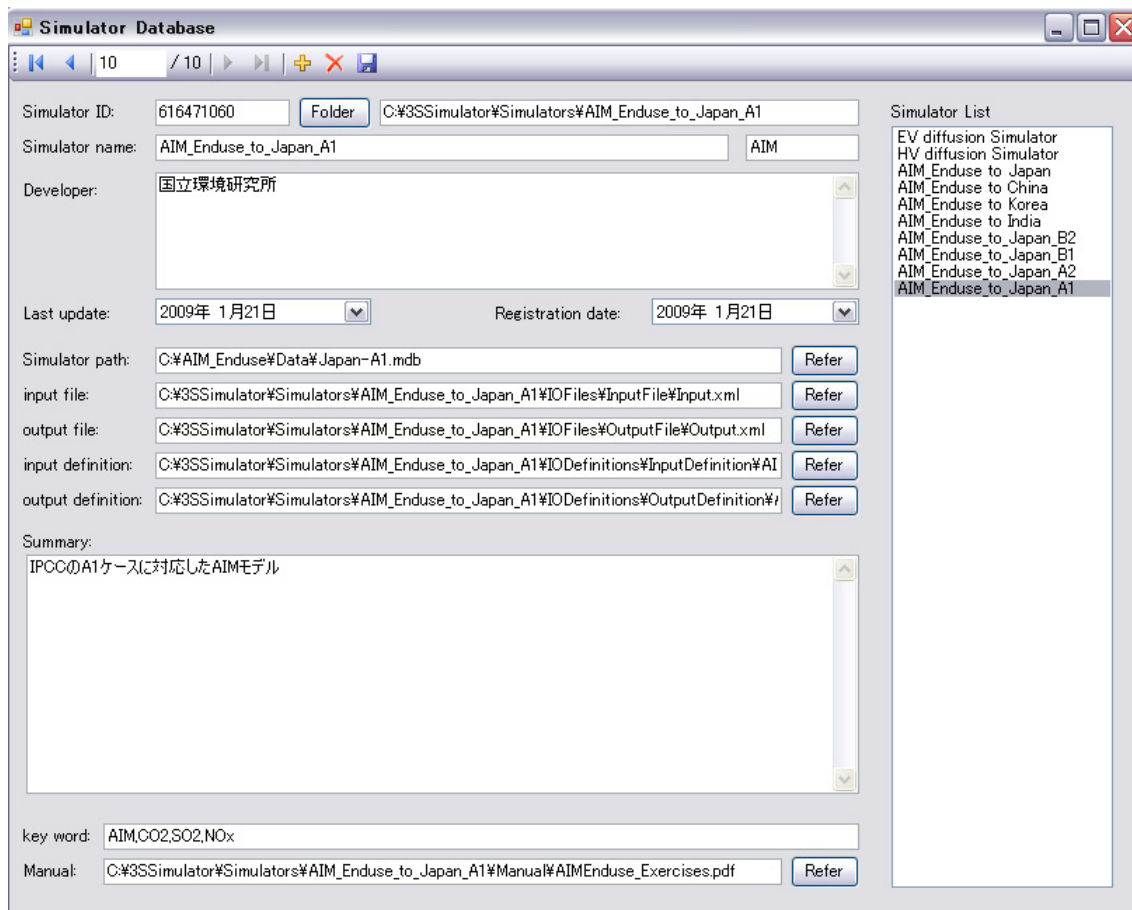 Simulator Database
10 / 10
Simulator ID: 616471060 Folder C:¥3SSimulator¥Simulators¥AIM_Enduse_to_Japan_A1
Simulator name: AIM_Enduse_to_Japan_A1 AIM
Developer: 国立環境研究所
Last update: 2009年 1月21日 Registration date: 2009年 1月21日
Simulator path: C:¥AIM_Enduse¥Data¥Japan-A1.mdb Refer
input file: C:¥3SSimulator¥Simulators¥AIM_Enduse_to_Japan_A1¥IOFiles¥InputFile¥Input.xml Refer
output file: C:¥3SSimulator¥Simulators¥AIM_Enduse_to_Japan_A1¥IOFiles¥OutputFile¥Output.xml Refer
input definition: C:¥3SSimulator¥Simulators¥AIM_Enduse_to_Japan_A1¥IODefinitions¥InputDefinition¥AI Refer
output definition: C:¥3SSimulator¥Simulators¥AIM_Enduse_to_Japan_A1¥IODefinitions¥OutputDefinition¥ Refer
Summary:
IPCCのA1ケースに対応したAIMモデル
key word: AIM,CO2,SO2,NOx
Manual: C:¥3SSimulator¥Simulators¥AIM_Enduse_to_Japan_A1¥Manual¥AIMEnduse_Exercises.pdf Refer
Simulator List
EV diffusion Simulator
HV diffusion Simulator
AIM_Enduse to Japan
AIM_Enduse to China
AIM_Enduse to Korea
AIM_Enduse to India
AIM_Enduse_to_Japan_B2
AIM_Enduse_to_Japan_B1
AIM_Enduse_to_Japan_A2
AIM_Enduse_to_Japan_A1